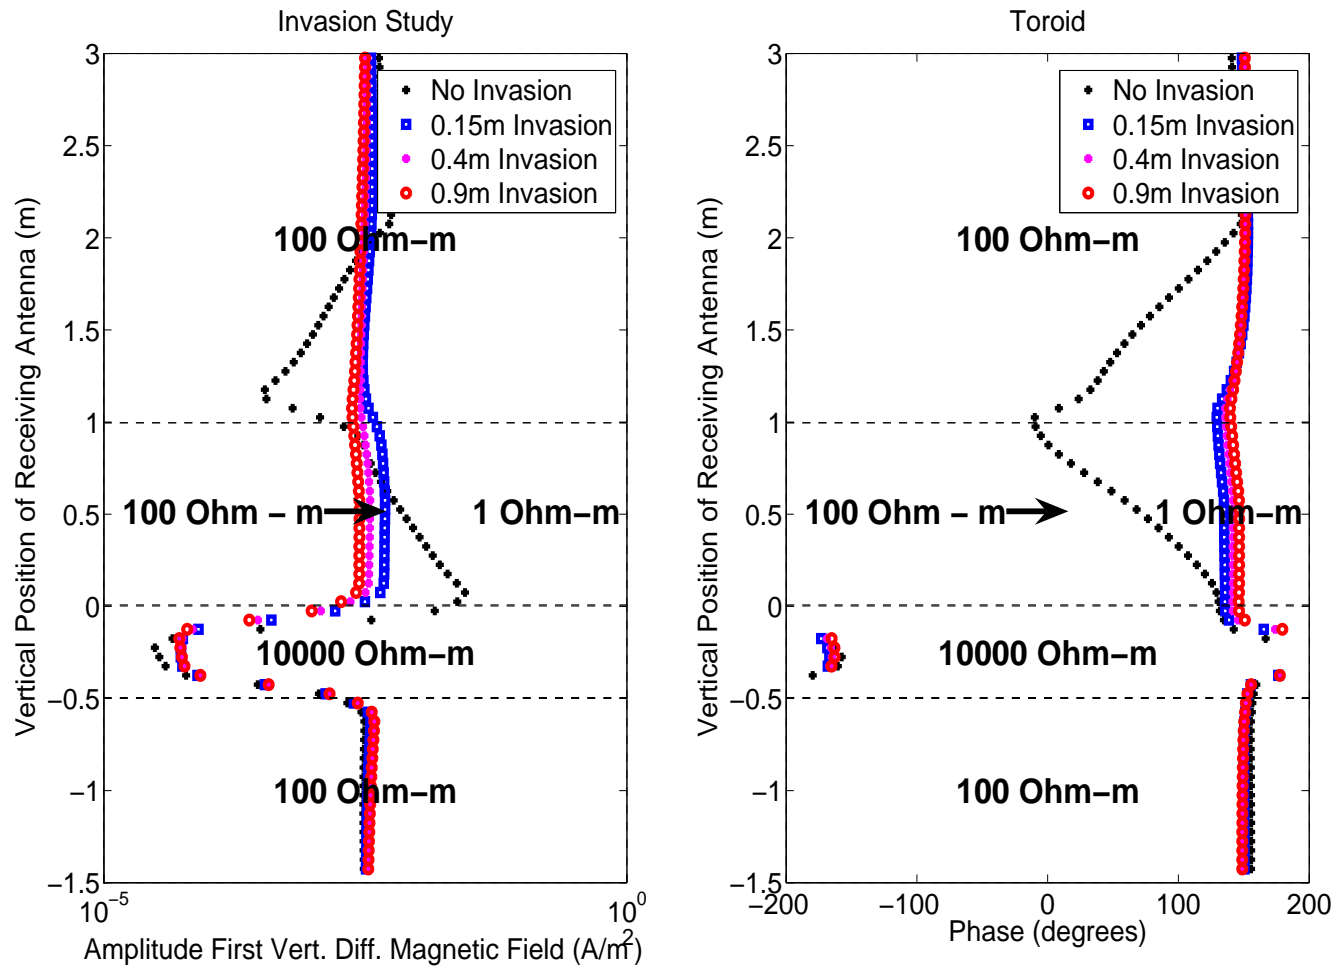 Invasion Study
3
2.5
2
1.5
1
0.5
0
−0.5
−1
−1.5
Vertical Position of Receiving Antenna (m)
No Invasion
0.15m Invasion
0.4m Invasion
0.9m Invasion
100 Ohm−m
100 Ohm − m
1 Ohm−m
10000 Ohm−m
100 Ohm−m
10^−5
10^0
Amplitude First Vert. Diff. Magnetic Field (A/m^2)
Toroid
3
2.5
2
1.5
1
0.5
0
−0.5
−1
−1.5
Vertical Position of Receiving Antenna (m)
No Invasion
0.15m Invasion
0.4m Invasion
0.9m Invasion
100 Ohm−m
100 Ohm − m
1 Ohm−m
10000 Ohm−m
100 Ohm−m
−200
−100
0
100
200
Phase (degrees)